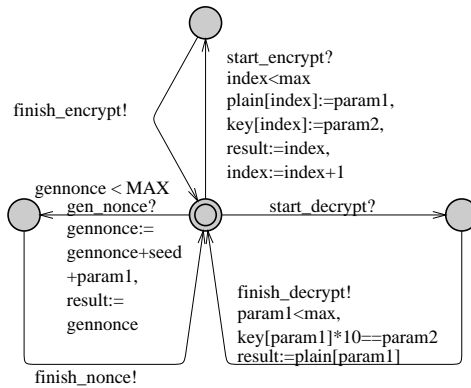 start_encrypt?
index<max
plain[index]:=param1,
key[index]:=param2,
result:=index,
index:=index+1
finish_encrypt!
gennonce < MAX
gen_nonce?
gennonce:=
gennonce+seed
+param1,
result:=
gennonce
finish_nonce!
start_decrypt?
finish_decrypt!
param1<max,
key[param1]*10==param2
result:=plain[param1]